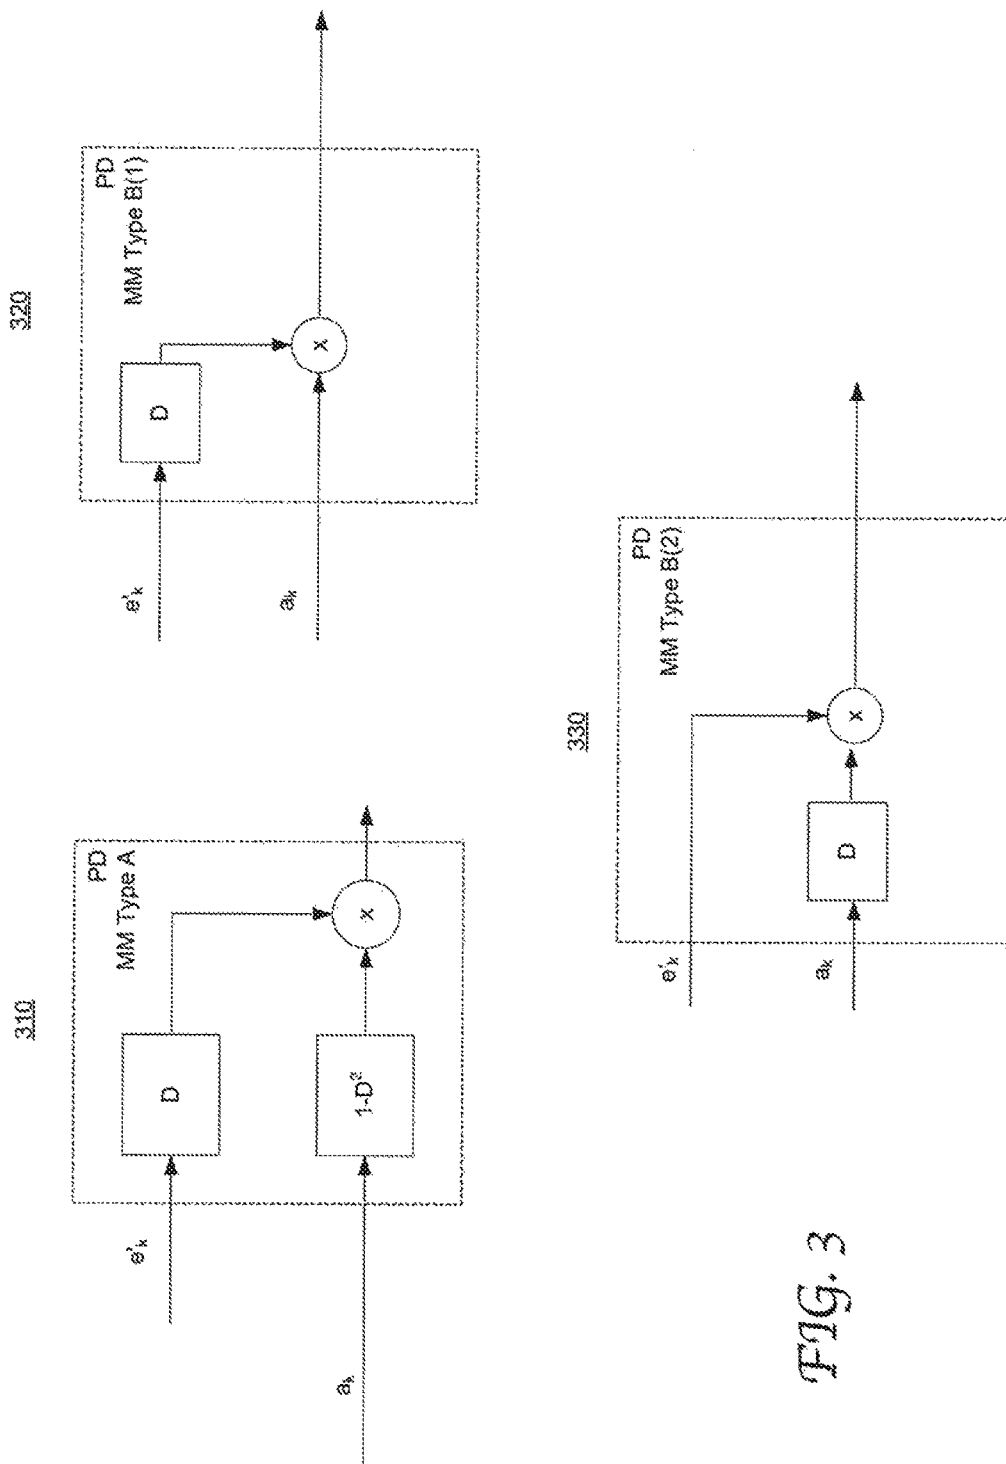 310
PD
MM Type A
e'ₖ
D
aₖ
1-D²
x
320
PD
MM Type B(1)
e'ₖ
D
aₖ
x
330
PD
MM Type B(2)
e'ₖ
aₖ
D
x
FIG. 3